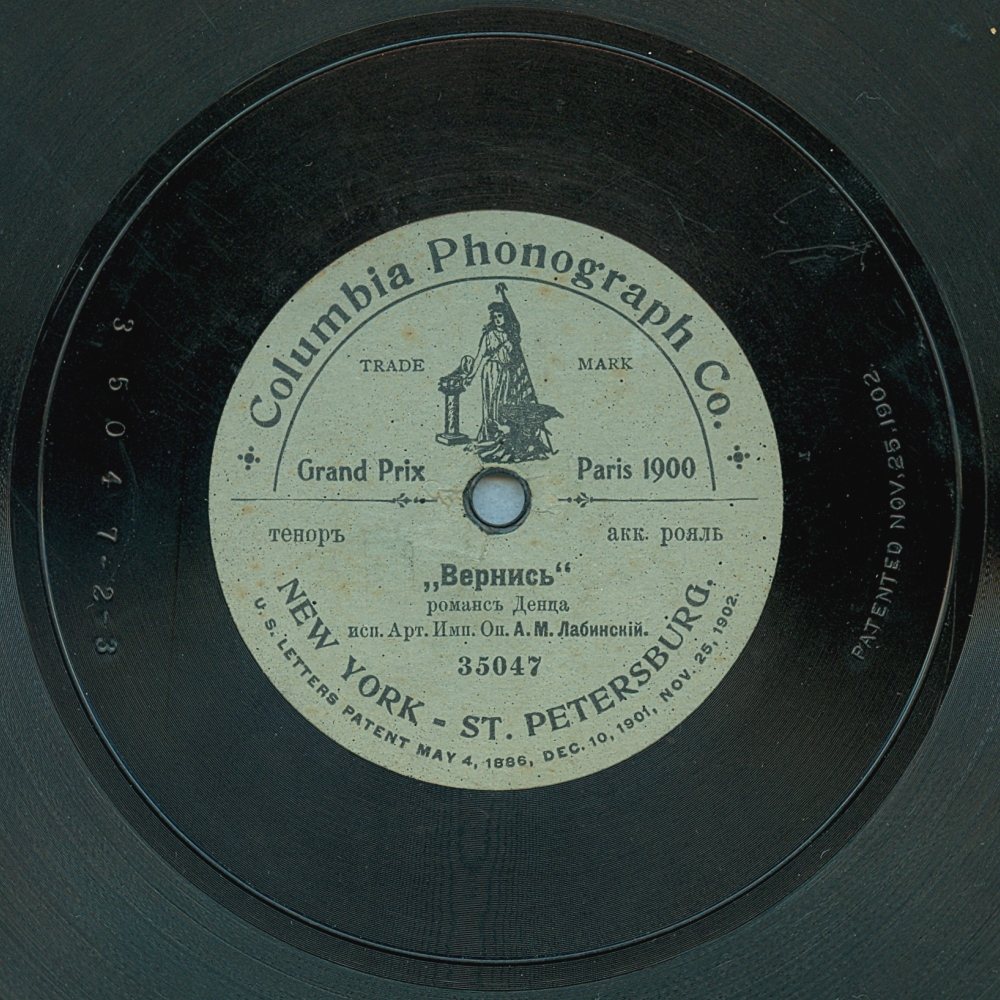 Columbia Phonograph Co.
TRADE MARK
Grand Prix Paris 1900
теноръ акк. рояль
„Вернись“
романсъ Денца
исп. Арт. Имп. Оп. А. М. Лабинскій.
35047
NEW YORK - ST. PETERSBURG.
U. S. LETTERS PATENT MAY 4, 1886, DEC. 10, 1901, NOV. 25, 1902.
35047-2-3
PATENTED NOV, 25, 1902.